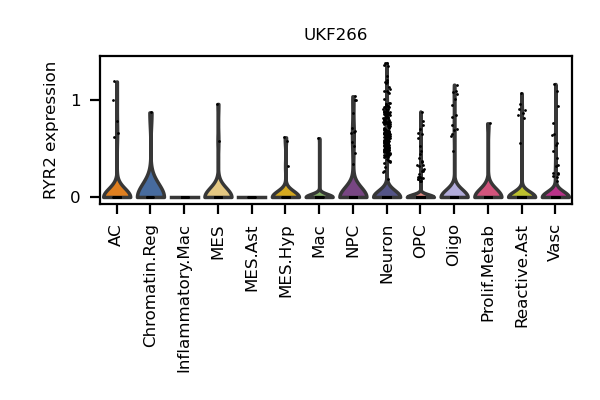 UKF266
RYR2 expression
1
0
AC
Chromatin.Reg
Inflammatory.Mac
MES
MES.Ast
MES.Hyp
Mac
NPC
Neuron
OPC
Oligo
Prolif.Metab
Reactive.Ast
Vasc